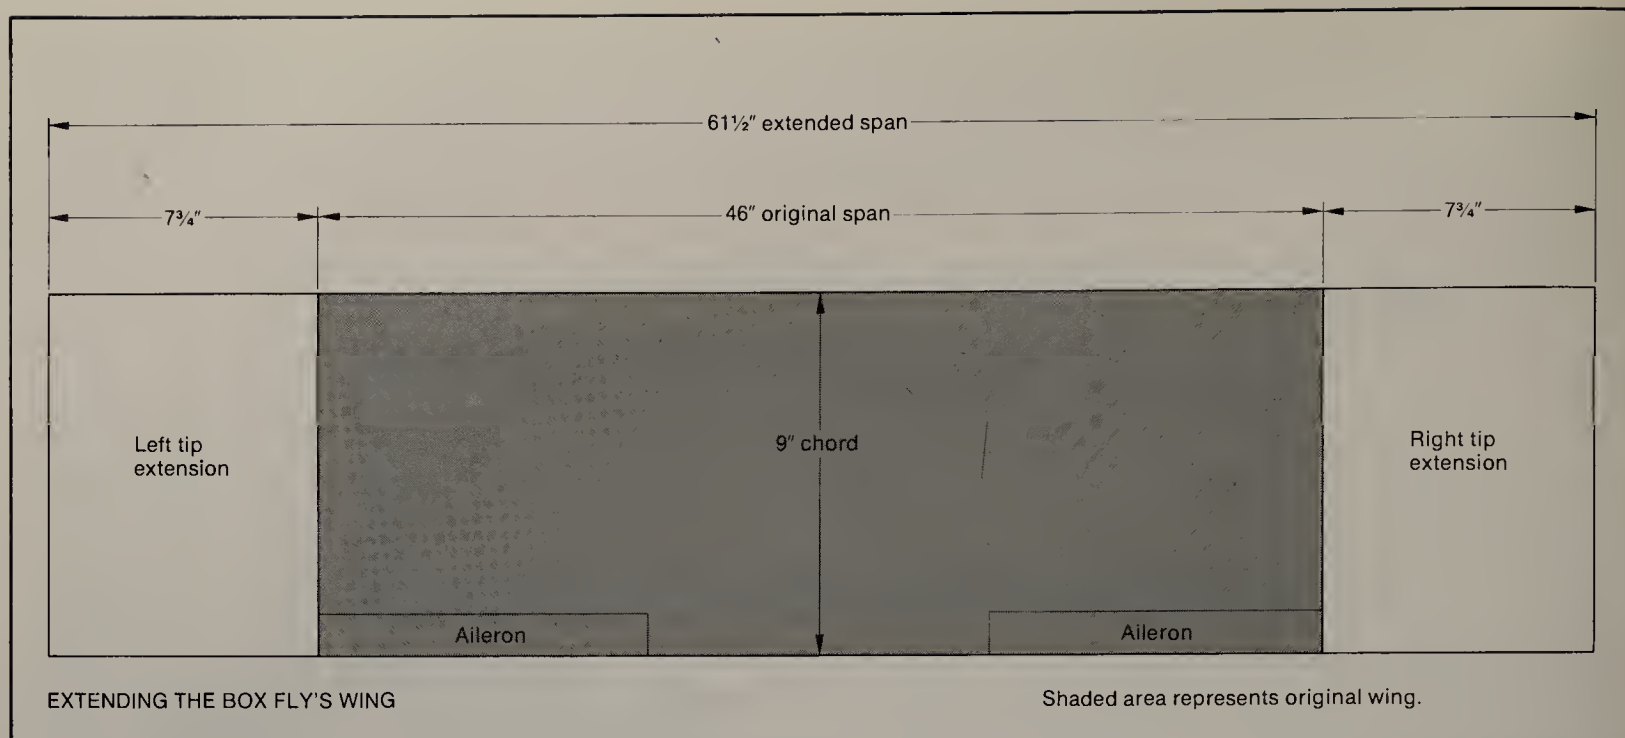 61½" extended span
7¾"
46" original span
7¾"
9" chord
Left tip
extension
Right tip
extension
Aileron
Aileron
EXTENDING THE BOX FLY'S WING
Shaded area represents original wing.